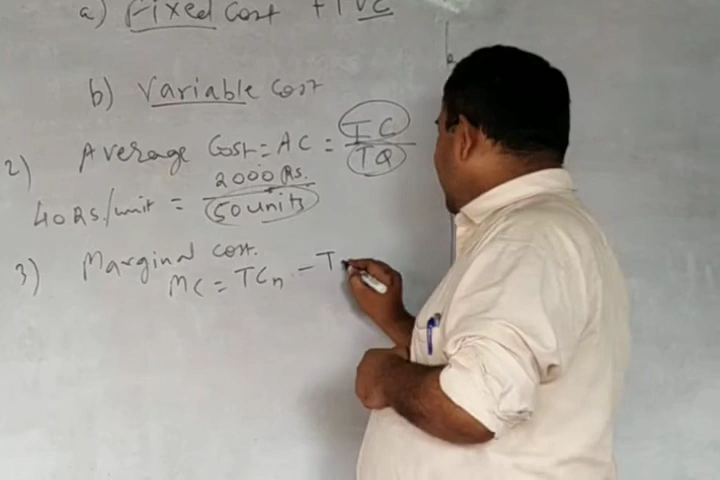 a) Fixed Cost + TVC
b) Variable Cost
2) Average Cost = AC = TC / TQ
40 Rs./unit = 2000 Rs. / 50 units
3) Marginal Cost.
MC = TCn - T